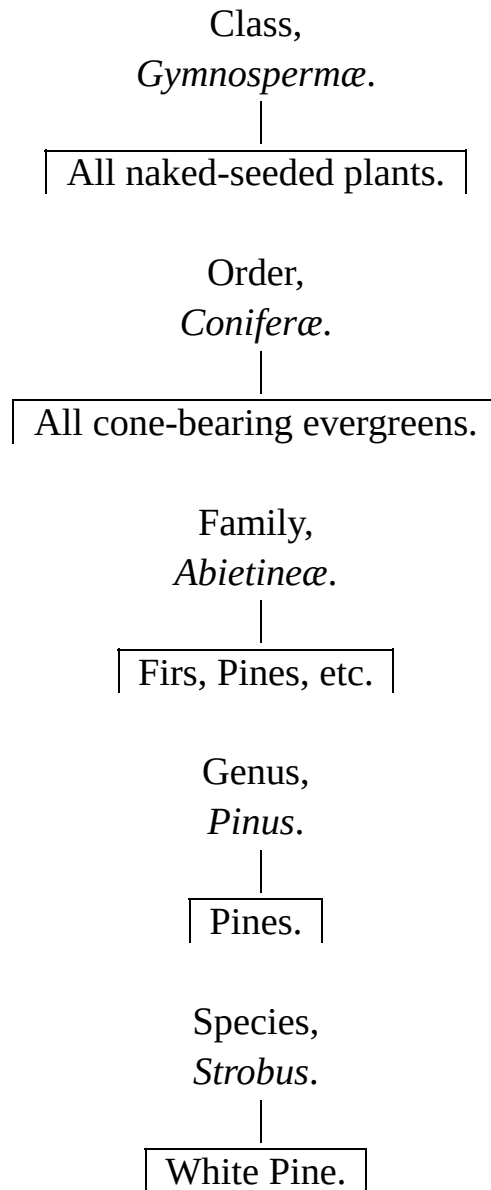 Class,
Gymnospermæ.
All naked-seeded plants.
Order,
Coniferæ.
All cone-bearing evergreens.
Family,
Abietineæ.
Firs, Pines, etc.
Genus,
Pinus.
Pines.
Species,
Strobus.
White Pine.